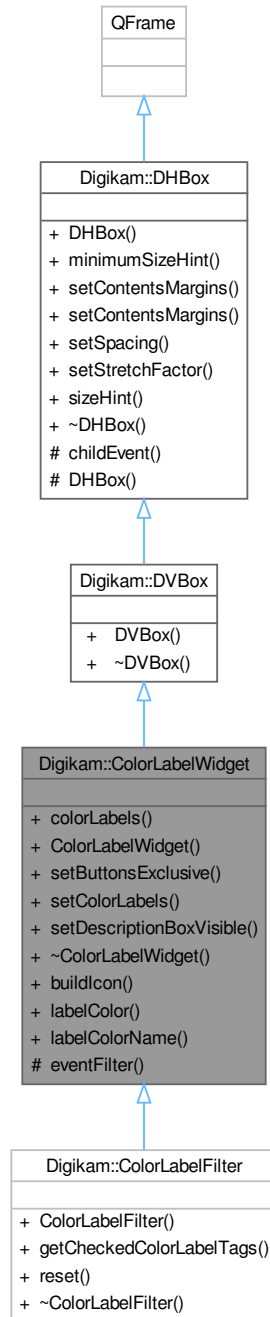 QFrame
Digikam::DHBox
+ DHBox()
+ minimumSizeHint()
+ setContentsMargins()
+ setContentsMargins()
+ setSpacing()
+ setStretchFactor()
+ sizeHint()
+ ~DHBox()
# childEvent()
# DHBox()
Digikam::DVBox
+ DVBox()
+ ~DVBox()
Digikam::ColorLabelWidget
+ colorLabels()
+ ColorLabelWidget()
+ setButtonsExclusive()
+ setColorLabels()
+ setDescriptionBoxVisible()
+ ~ColorLabelWidget()
+ buildIcon()
+ labelColor()
+ labelColorName()
# eventFilter()
Digikam::ColorLabelFilter
+ ColorLabelFilter()
+ getCheckedColorLabelTags()
+ reset()
+ ~ColorLabelFilter()